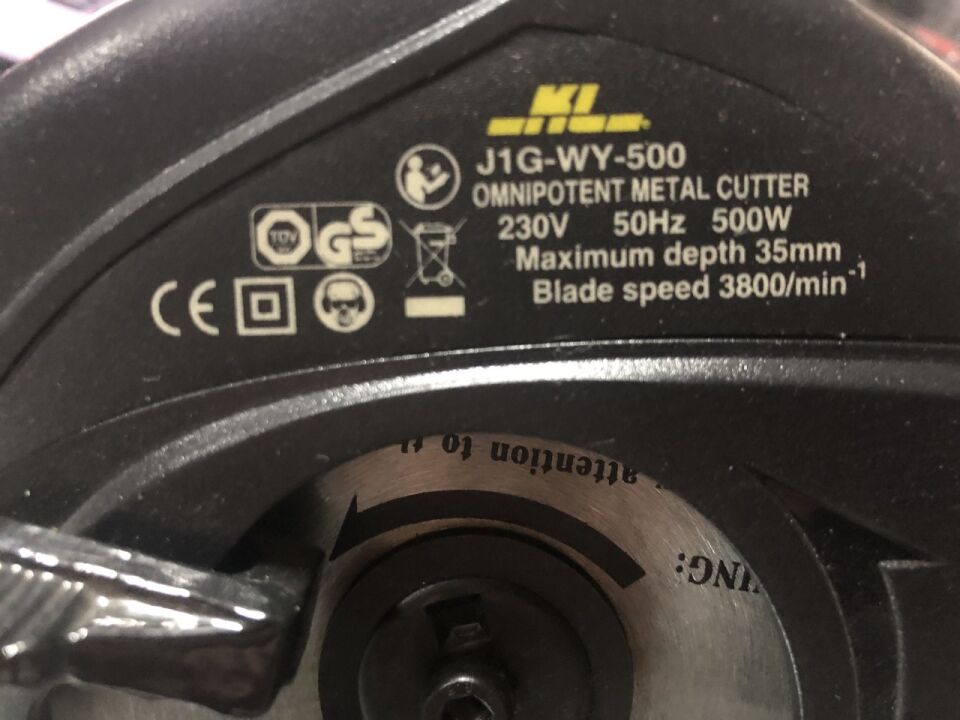 KL
J1G-WY-500
OMNIPOTENT METAL CUTTER
230V 50Hz 500W
Maximum depth 35mm
Blade speed 3800/min⁻¹
TÜV GS
CE
attention to